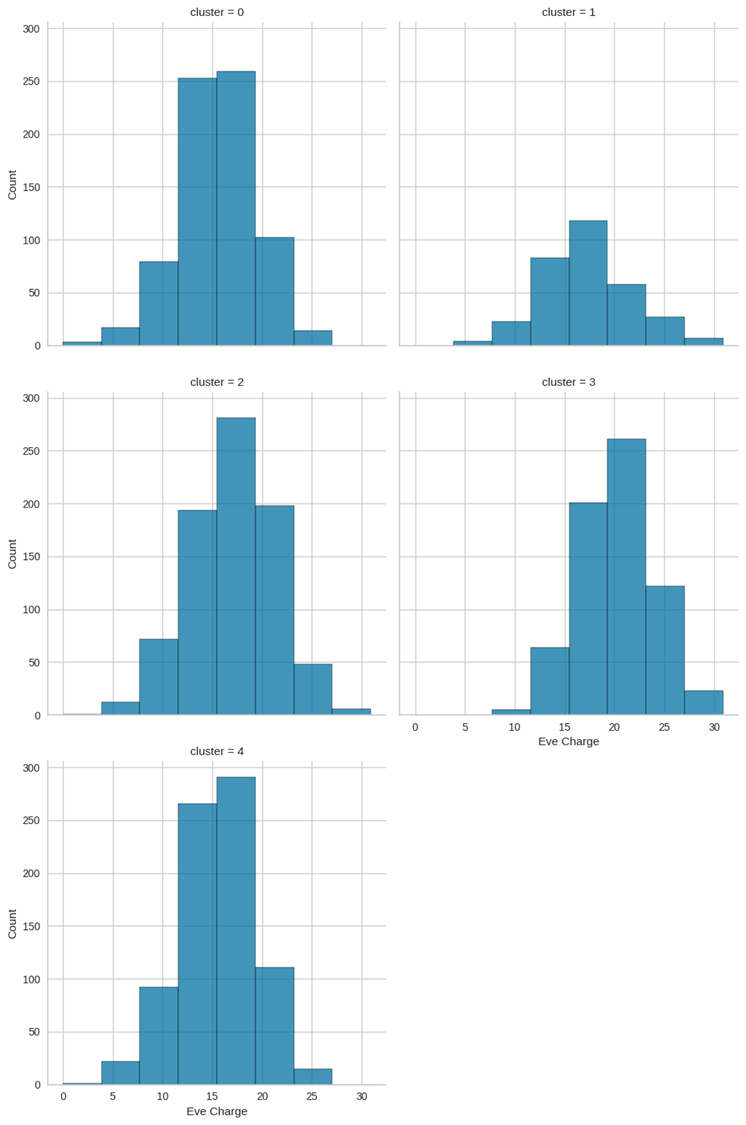 cluster = 0
cluster = 1
300
250
200
150
100
50
0
Count
cluster = 2
cluster = 3
300
250
200
150
100
50
0
Count
0 5 10 15 20 25 30
Eve Charge
cluster = 4
300
250
200
150
100
50
0
Count
0 5 10 15 20 25 30
Eve Charge